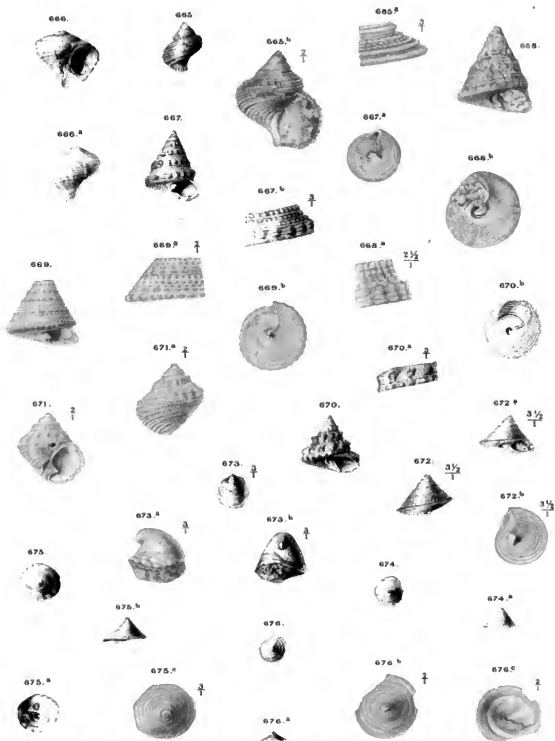 666.
665
665.b 2/1
665.a 3/1
668.
666.a
667.
667.a
668.b
667.b 3/1
669.
669.a 2/1
669.b
668.a 2½/1
670.b
671.a 2/1
670.a 3/1
671. 2/1
670.
672.a 3½/1
673. 3/1
672. 3½/1
672.b 3½/1
673.a 3/1
673.b 3/1
675.
674.
674.a
675.b
676.
675.a
675.c 3/1
676.a
676.b 2/1
676.c 2/1